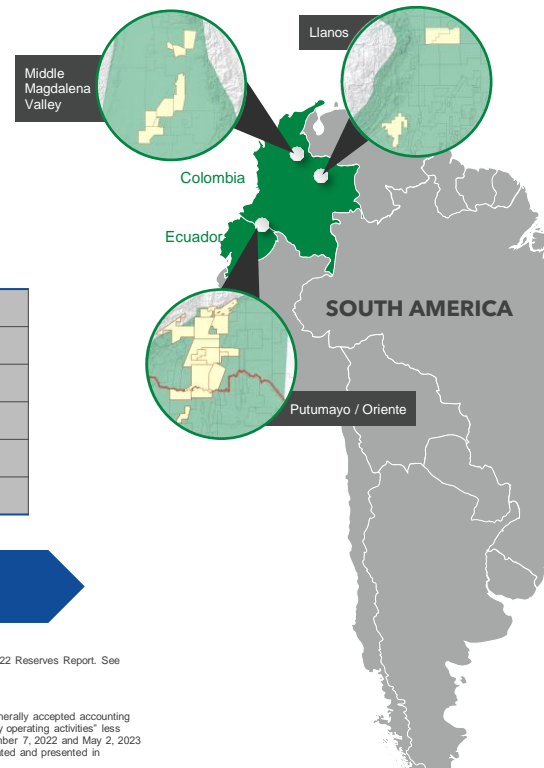 Llanos
Middle
Magdalena
Valley
Colombia
Ecuador
SOUTH AMERICA
Putumayo / Oriente
22 Reserves Report. See
nerally accepted accounting
y operating activities” less
mber 7, 2022 and May 2, 2023
ated and presented in